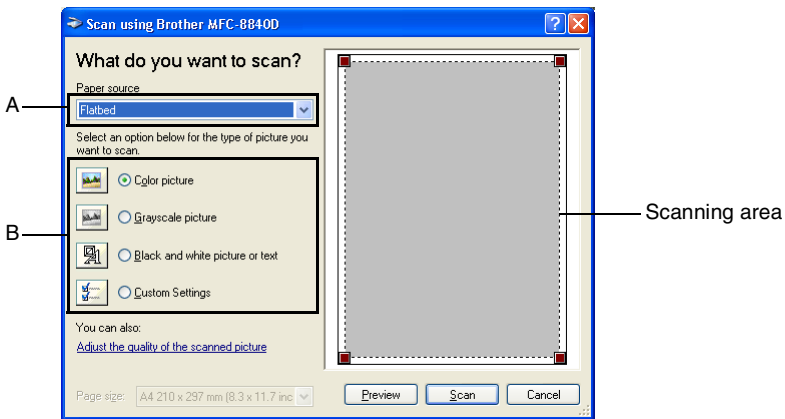 Scan using Brother MFC-8840D
What do you want to scan?
Paper source
A
Flatbed
Select an option below for the type of picture you
want to scan.
Color picture
Grayscale picture
B
Black and white picture or text
Custom Settings
Scanning area
You can also:
Adjust the quality of the scanned picture
Page size:
A4 210 x 297 mm (8.3 x 11.7 inc
Preview
Scan
Cancel